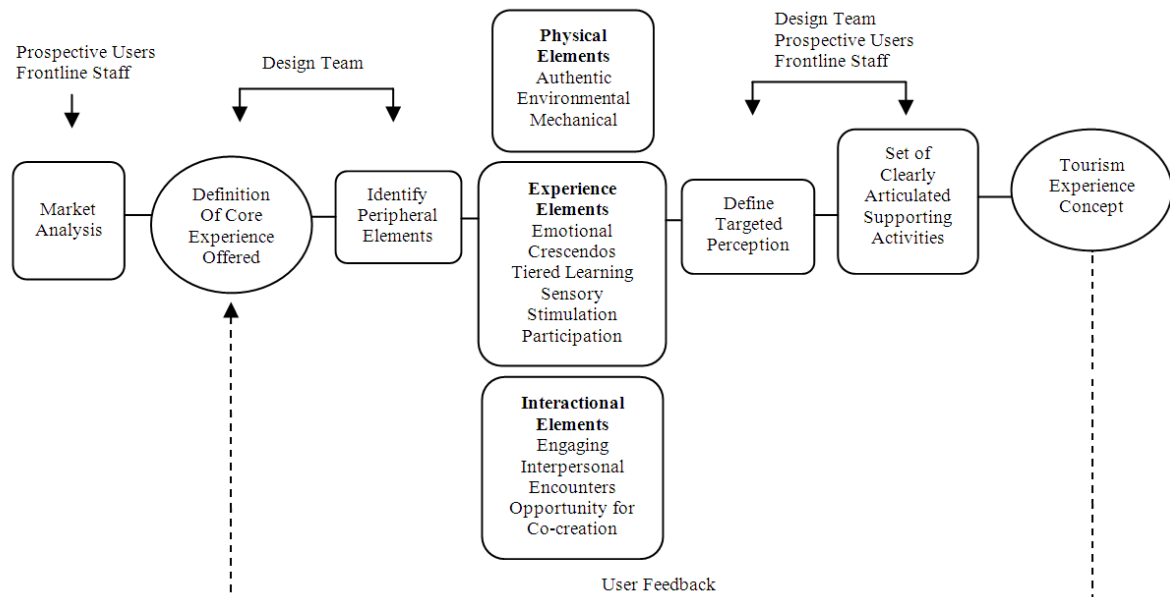 Prospective Users
Frontline Staff
Design Team
Design Team
Prospective Users
Frontline Staff
Market
Analysis
Definition
Of Core
Experience
Offered
Identify
Peripheral
Elements
Physical
Elements
Authentic
Environmental
Mechanical
Experience
Elements
Emotional
Crescendos
Tiered Learning
Sensory
Stimulation
Participation
Interactional
Elements
Engaging
Interpersonal
Encounters
Opportunity for
Co-creation
Define
Targeted
Perception
Set of
Clearly
Articulated
Supporting
Activities
Tourism
Experience
Concept
User Feedback